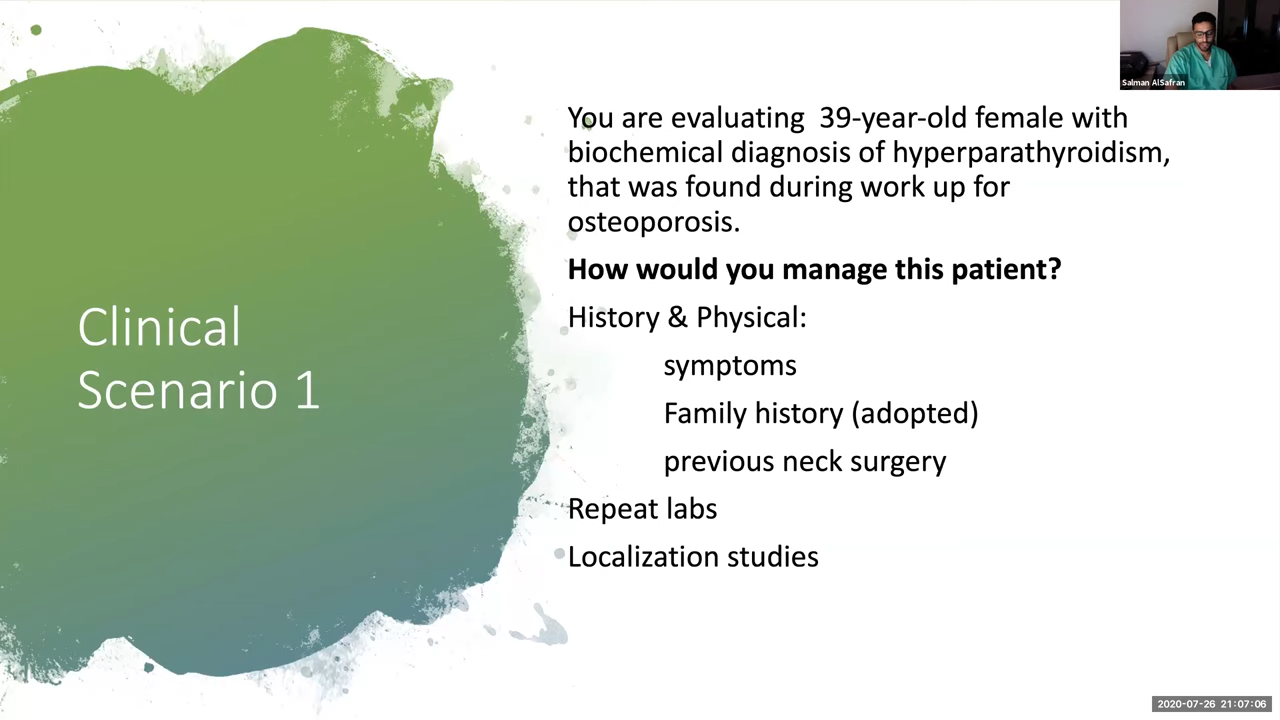 Salman AlSafran
You are evaluating  39-year-old female with
biochemical diagnosis of hyperparathyroidism,
that was found during work up for
osteoporosis.
How would you manage this patient?
History & Physical:
symptoms
Family history (adopted)
previous neck surgery
Repeat labs
Localization studies
Clinical
Scenario 1
2020-07-26 21:07:06